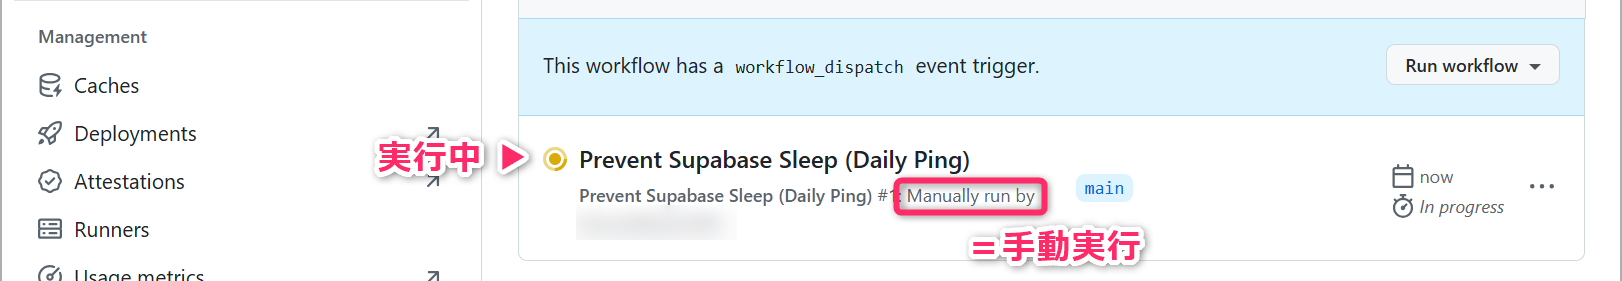 Management
Caches
Deployments
Attestations
Runners
Usage metrics
This workflow has a workflow_dispatch event trigger.
Run workflow
実行中 ▶
Prevent Supabase Sleep (Daily Ping)
Prevent Supabase Sleep (Daily Ping) #1: Manually run by
main
now
In progress
＝手動実行